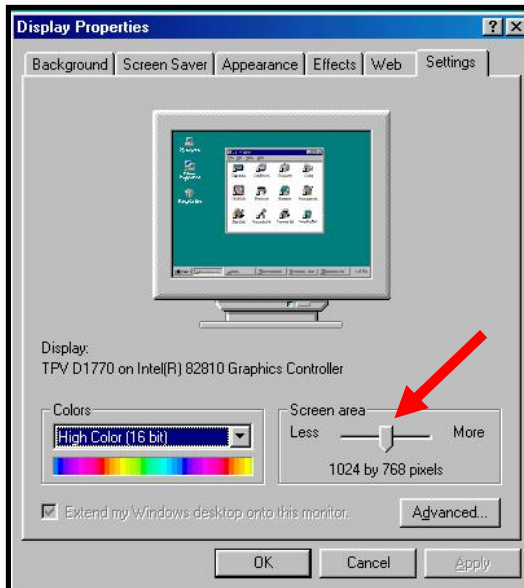 Display Properties
Background Screen Saver Appearance Effects Web Settings
Display:
TPV D1770 on Intel(R) 82810 Graphics Controller
Colors Screen area
High Color (16 bit) Less More
1024 by 768 pixels
Extend my Windows desktop onto this monitor.
Advanced...
OK Cancel Apply